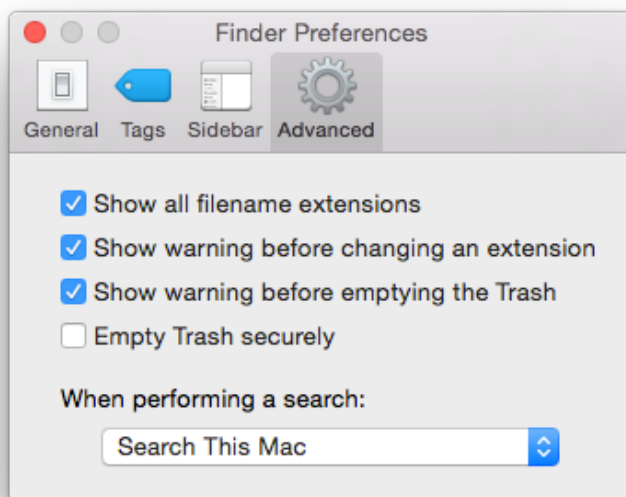 Finder Preferences
General Tags Sidebar Advanced
Show all filename extensions
Show warning before changing an extension
Show warning before emptying the Trash
Empty Trash securely
When performing a search:
Search This Mac